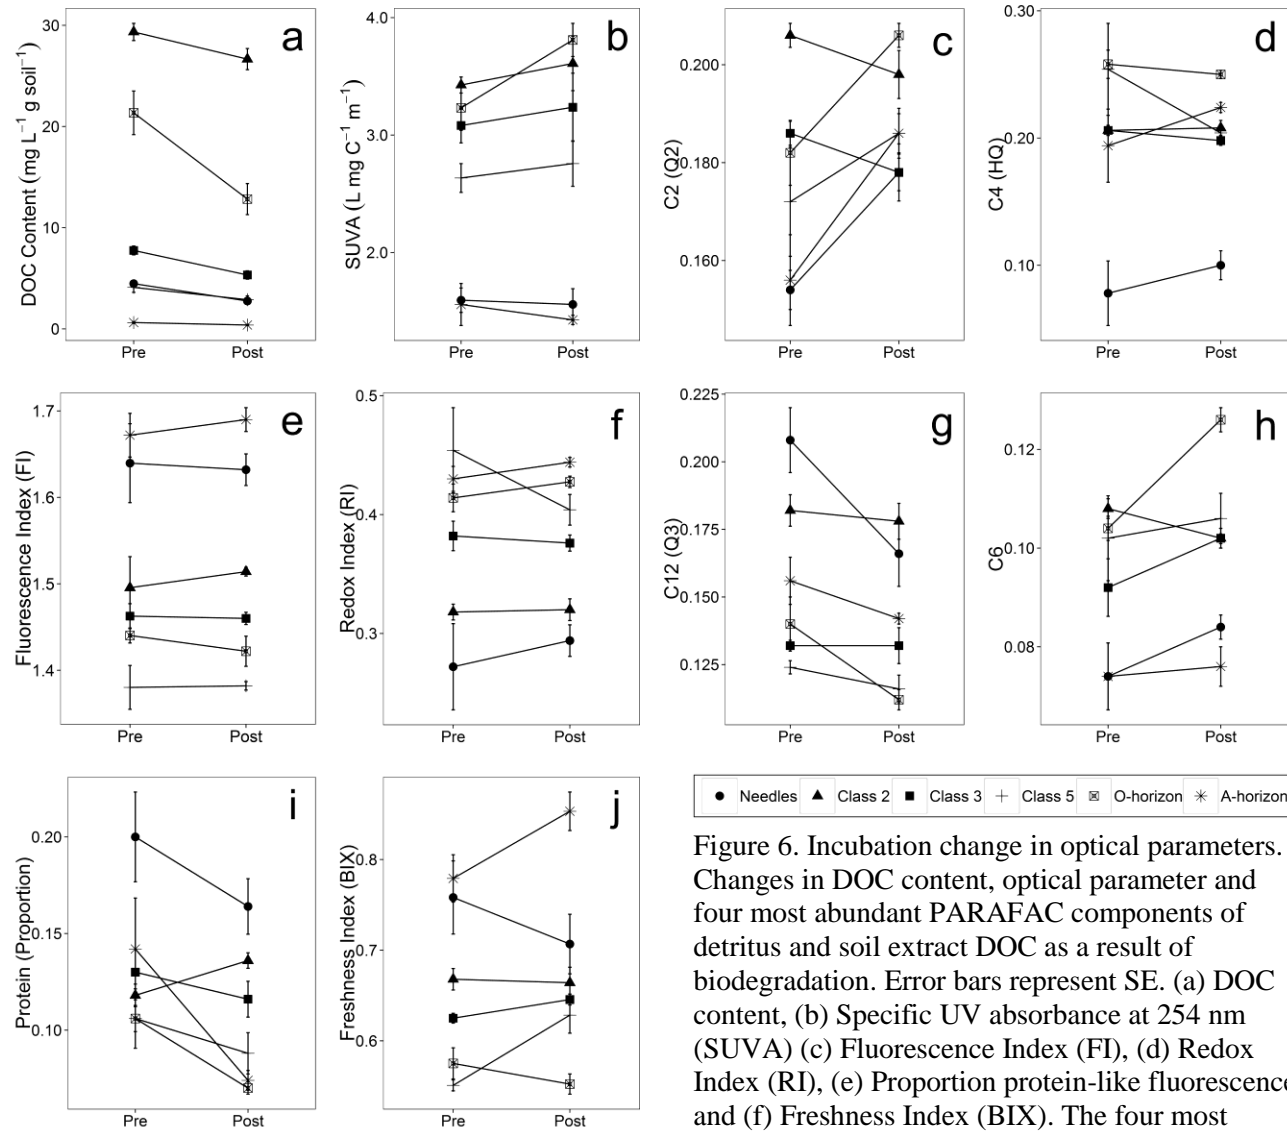 a
DOC Content (mg L⁻¹ g soil⁻¹)
30
20
10
0
Pre Post
b
SUVA (L mg C⁻¹ m⁻¹)
4.0
3.0
2.0
Pre Post
c
C2 (Q2)
0.200
0.180
0.160
Pre Post
d
C4 (HQ)
0.30
0.20
0.10
Pre Post
e
Fluorescence Index (FI)
1.7
1.6
1.5
1.4
Pre Post
f
Redox Index (RI)
0.5
0.4
0.3
Pre Post
g
C12 (Q3)
0.225
0.200
0.175
0.150
0.125
Pre Post
h
C6
0.12
0.10
0.08
Pre Post
i
Protein (Proportion)
0.20
0.15
0.10
Pre Post
j
Freshness Index (BIX)
0.8
0.7
0.6
Pre Post
Needles Class 2 Class 3 Class 5 O-horizon A-horizon
Figure 6. Incubation change in optical parameters.
Changes in DOC content, optical parameter and
four most abundant PARAFAC components of
detritus and soil extract DOC as a result of
biodegradation. Error bars represent SE. (a) DOC
content, (b) Specific UV absorbance at 254 nm
(SUVA) (c) Fluorescence Index (FI), (d) Redox
Index (RI), (e) Proportion protein-like fluorescence
and (f) Freshness Index (BIX). The four most